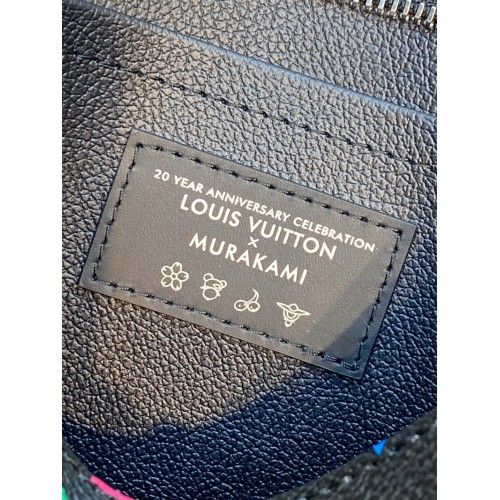 20 YEAR ANNIVERSARY CELEBRATION
LOUIS VUITTON
×
MURAKAMI